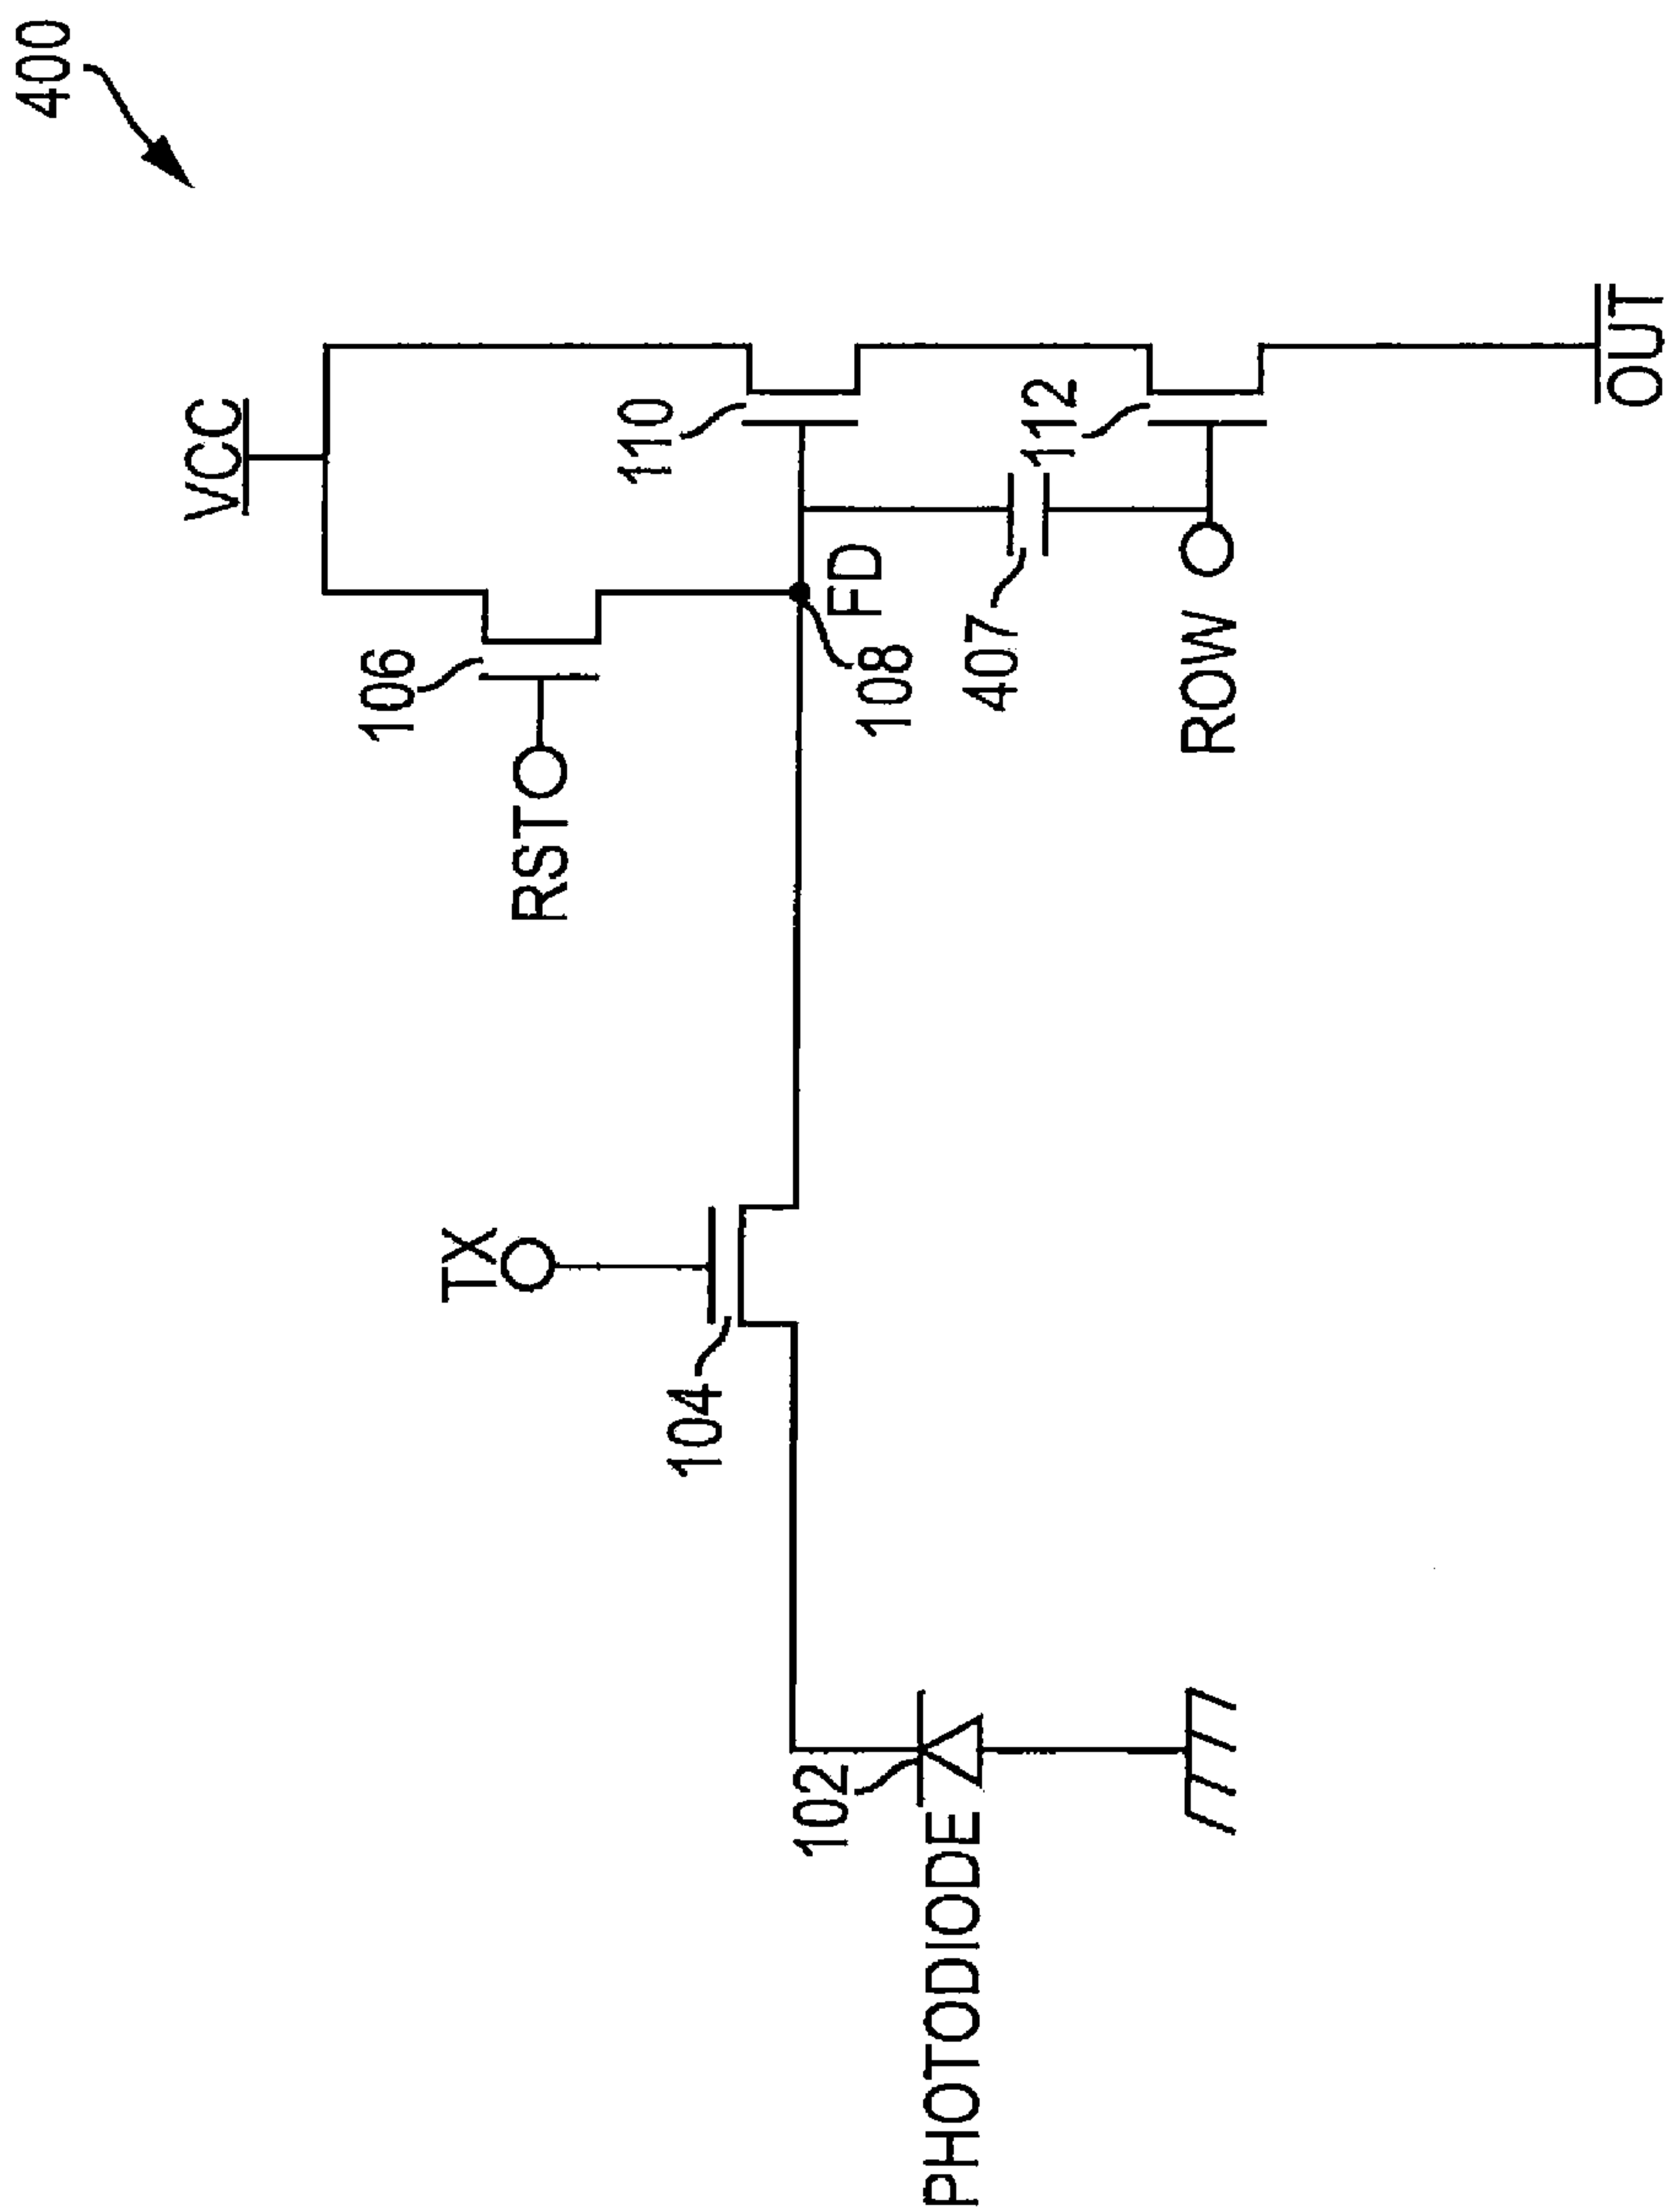 400
VCC
110
106
RST
FD
108
112
407
ROW
OUT
TX
104
102
PHOTODIODE